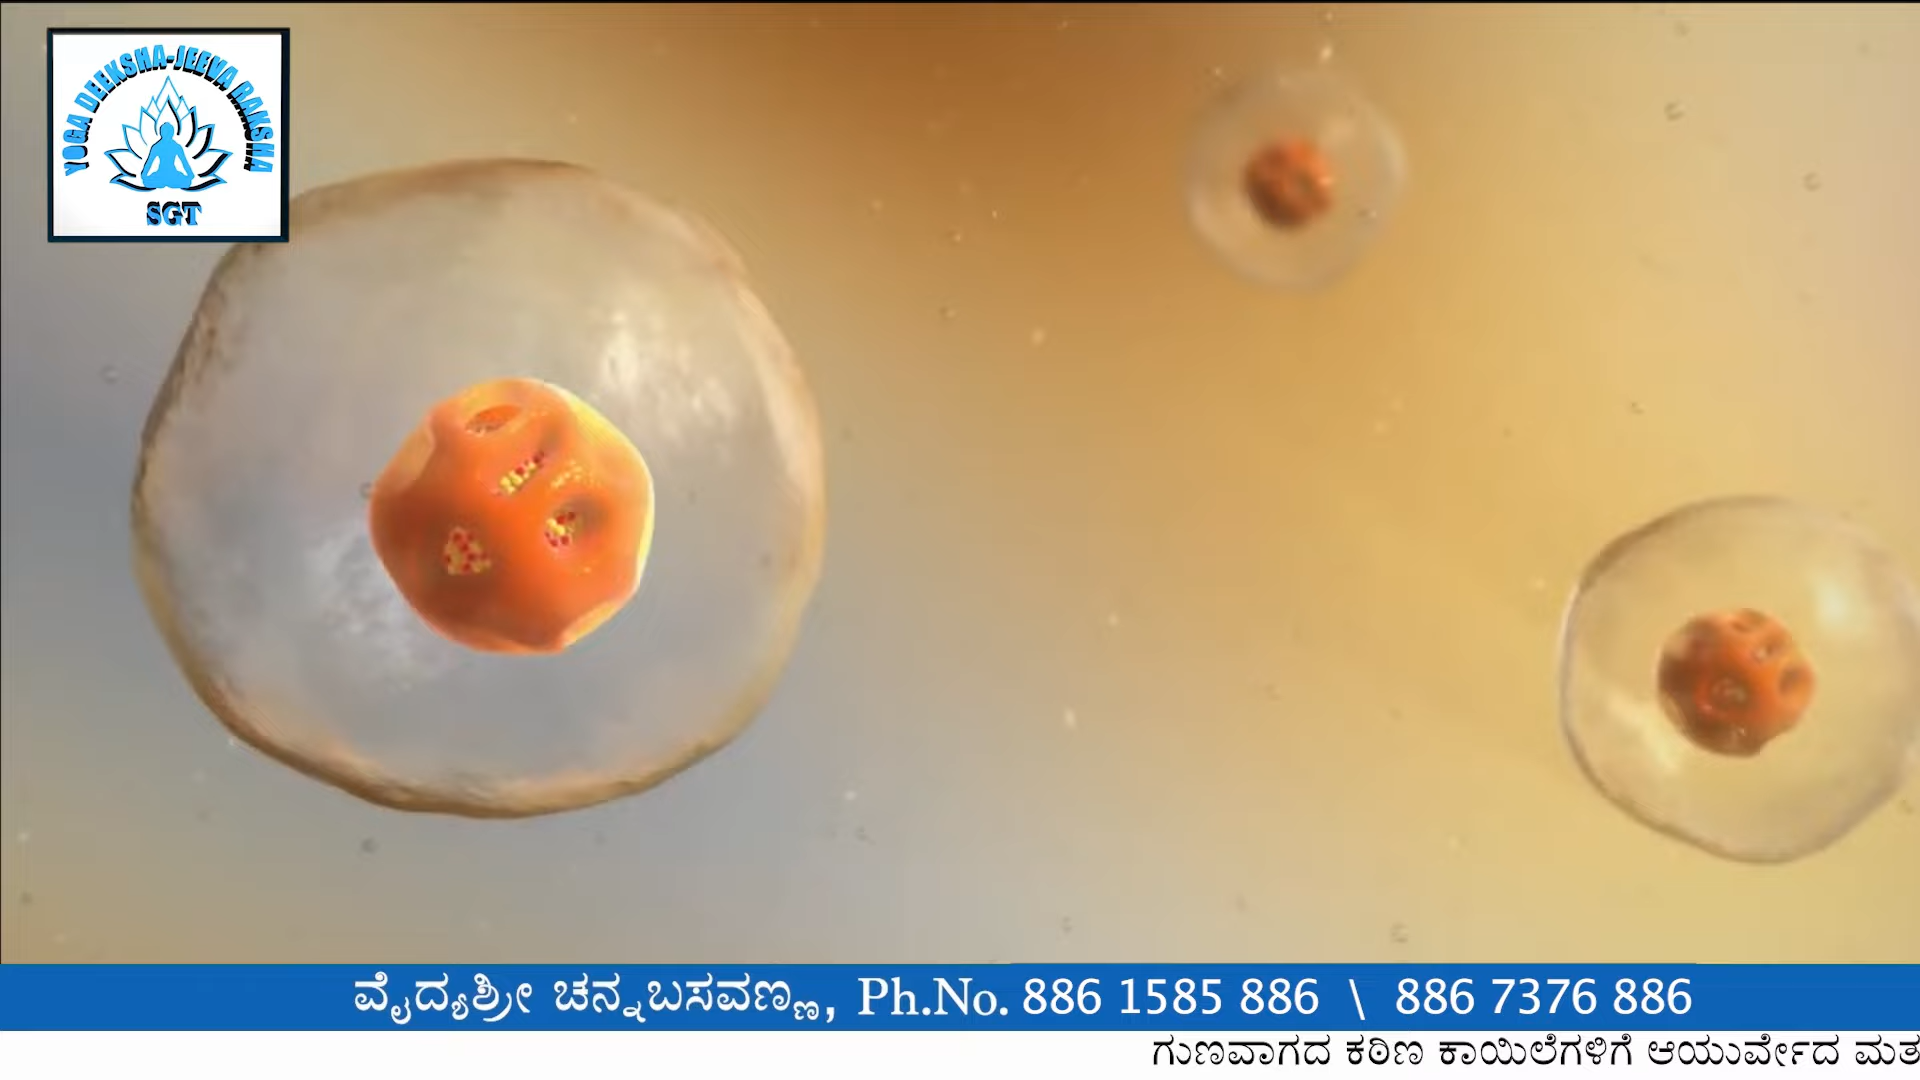 YOGA DEEKSHA-JEEVA RAKSHA
SGT
ವೈದ್ಯಶ್ರೀ ಚನ್ನಬಸವಣ್ಣ, Ph.No. 886 1585 886 \ 886 7376 886
ಗುಣವಾಗದ ಕಠಿಣ ಕಾಯಿಲೆಗಳಿಗೆ ಆಯುರ್ವೇದ ಮತ